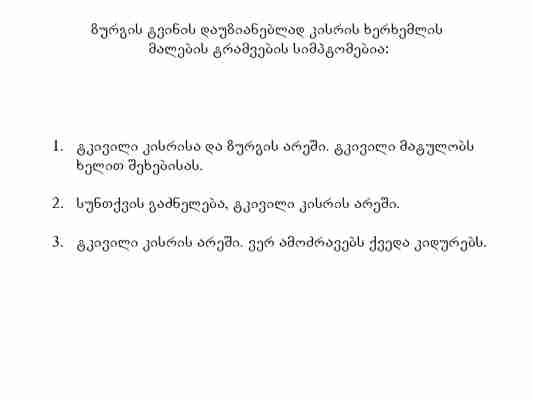 ზურგის ტვინის დაუზიანებლად კისრის ხერხემლის
მალების ტრამვების სიმპტომებია:
1. ტკივილი კისრისა და ზურგის არეში. ტკივილი მატულობს
ხელით შეხებისას.
2. სუნთქვის გაძნელება, ტკივილი კისრის არეში.
3. ტკივილი კისრის არეში. ვერ ამოძრავებს ქვედა კიდურებს.